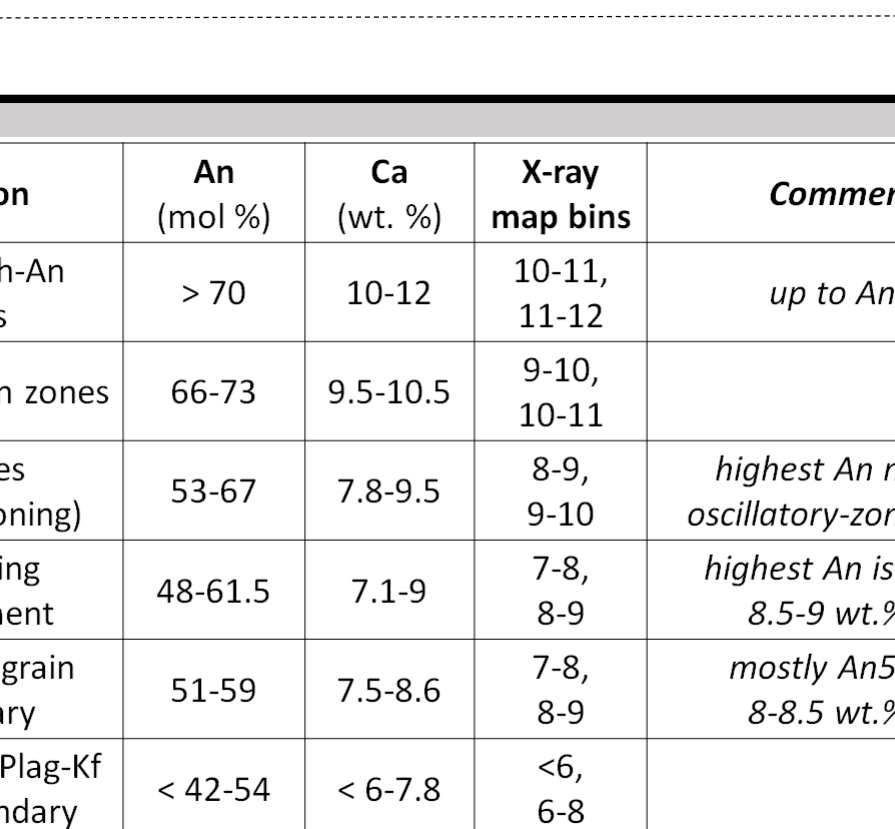 on An Ca X-ray Commen
(mol %) (wt. %) map bins
h-An > 70 10-12 10-11, up to An
s 11-12
n zones 66-73 9.5-10.5 9-10,
10-11
es 53-67 7.8-9.5 8-9, highest An
oning) 9-10 oscillatory-zon
ing 48-61.5 7.1-9 7-8, highest An is
ment 8-9 8.5-9 wt.%
grain 51-59 7.5-8.6 7-8, mostly An5
ary 8-9 8-8.5 wt.%
Plag-Kf < 42-54 < 6-7.8 <6,
ndary 6-8